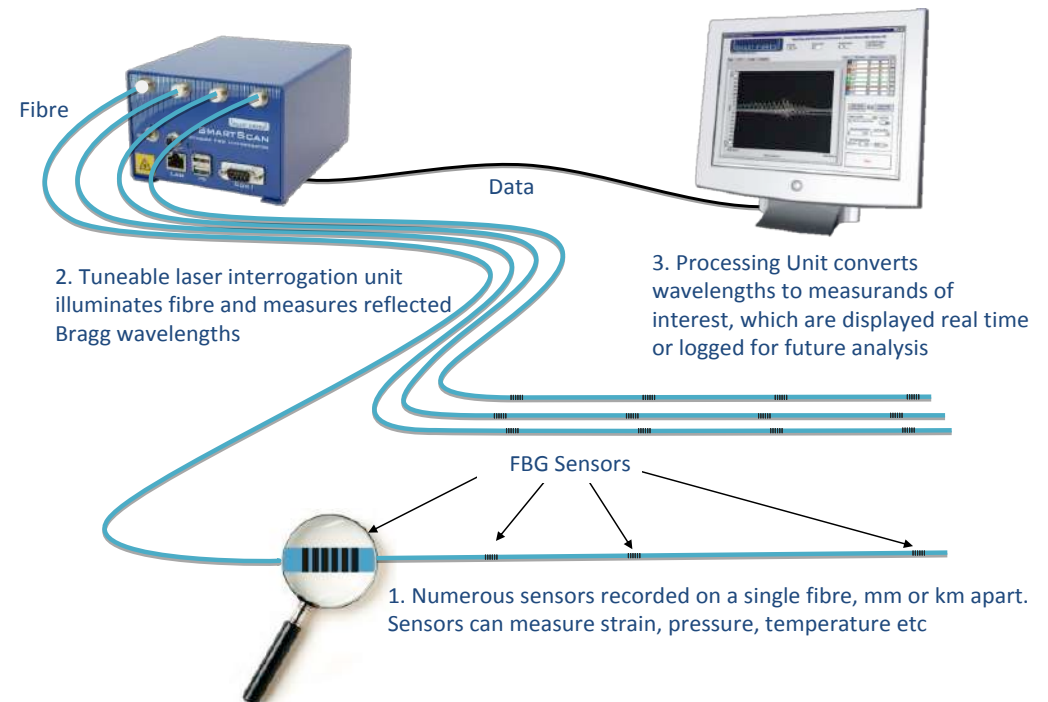 Fibre
SMARTSCAN
LAN
Data
2. Tuneable laser interrogation unit
illuminates fibre and measures reflected
Bragg wavelengths
3. Processing Unit converts
wavelengths to measurands of
interest, which are displayed real time
or logged for future analysis
FBG Sensors
1. Numerous sensors recorded on a single fibre, mm or km apart.
Sensors can measure strain, pressure, temperature etc